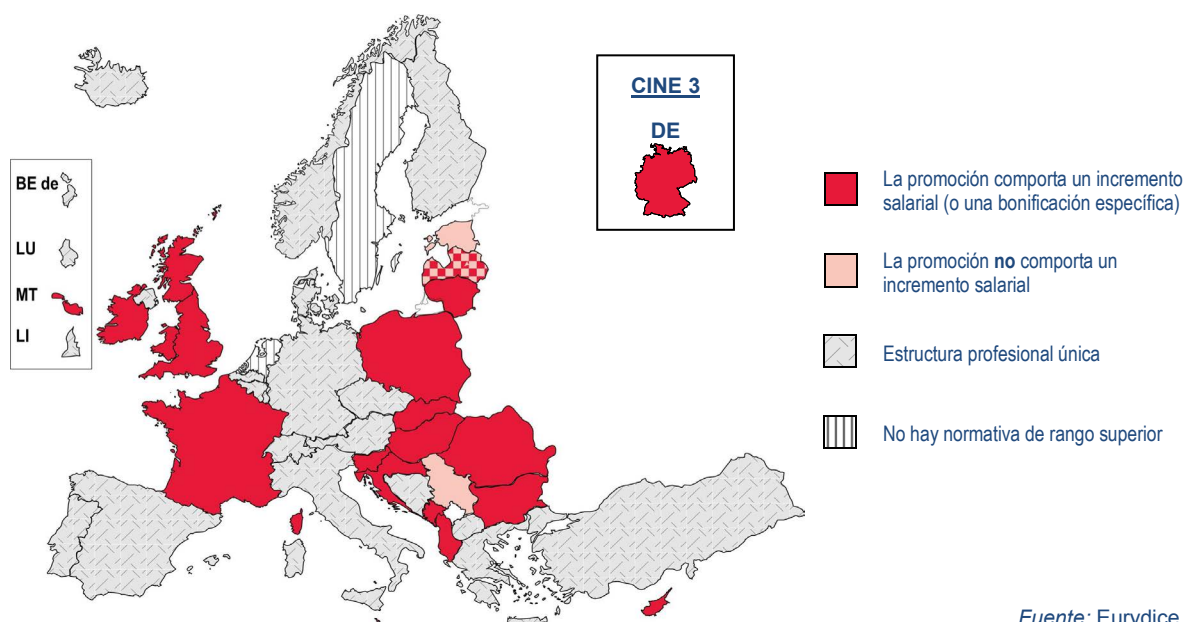 CINE 3
DE
BE de
LU
MT
LI
La promoción comporta un incremento
salarial (o una bonificación específica)
La promoción no comporta un
incremento salarial
Estructura profesional única
No hay normativa de rango superior
Fuente: Eurydice